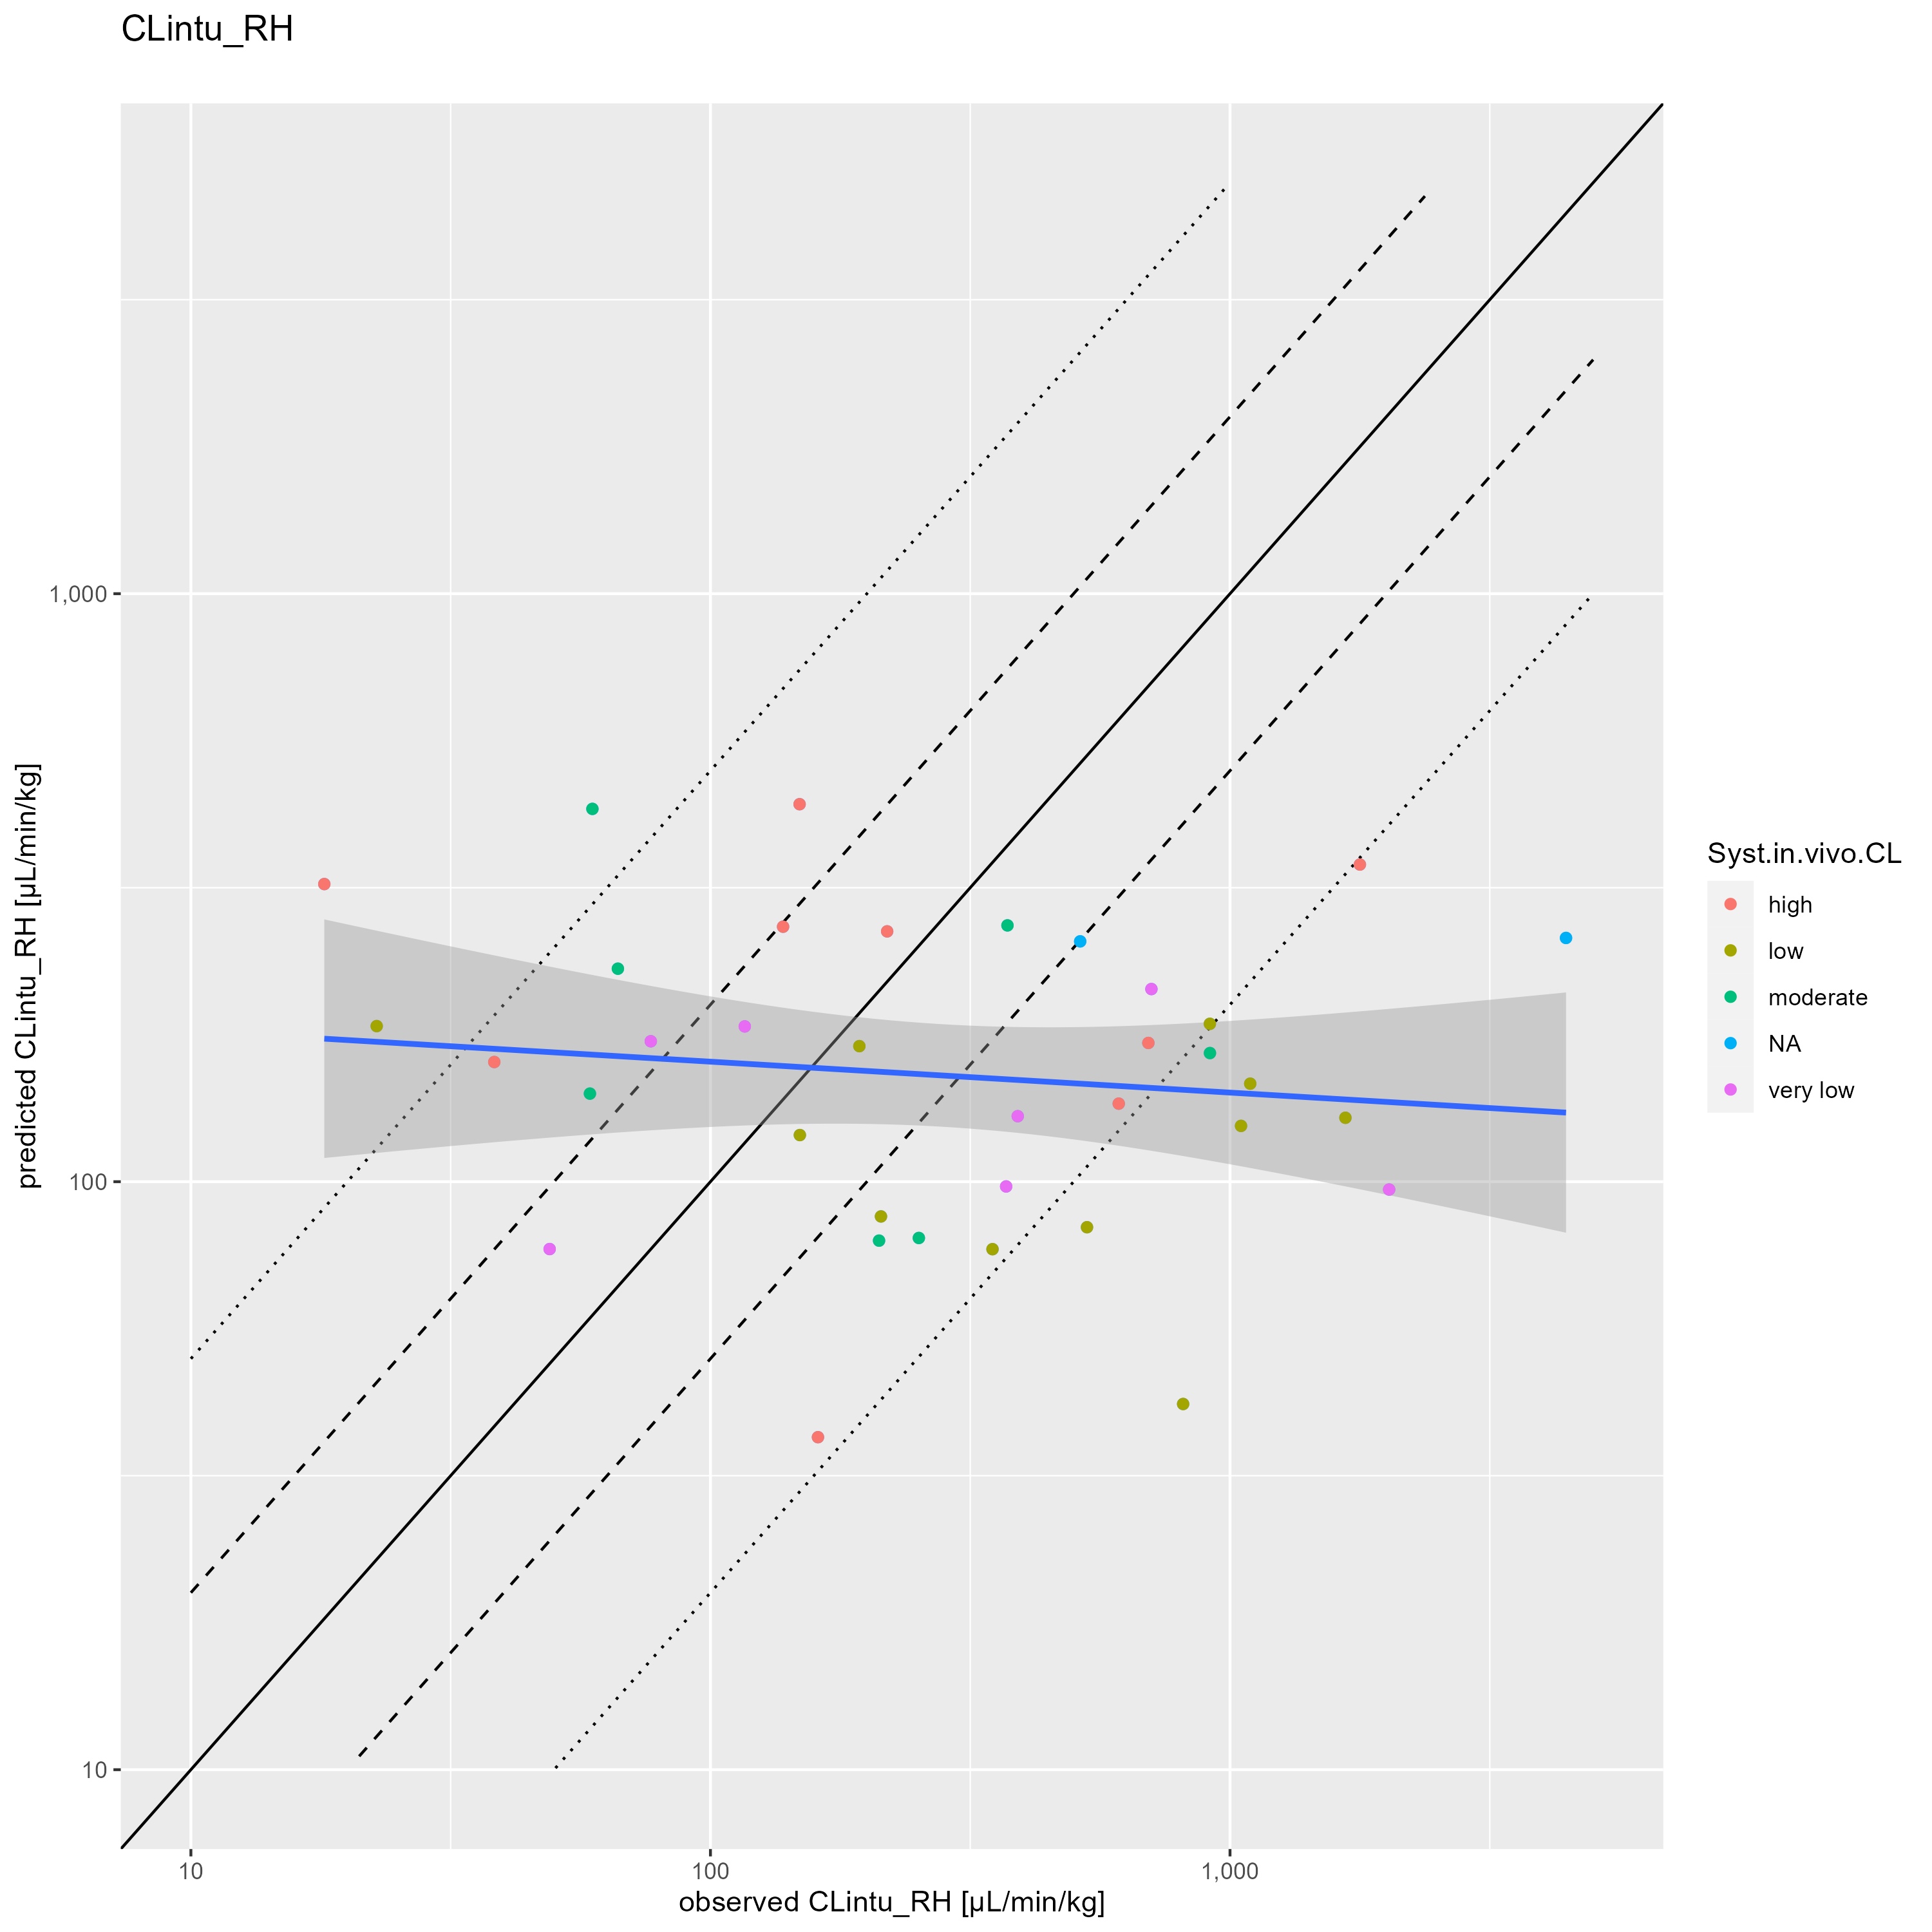 CLintu_RH
predicted CLintu_RH [µL/min/kg]
1,000
100
10
10
100
1,000
observed CLintu_RH [µL/min/kg]
Syst.in.vivo.CL
high
low
moderate
NA
very low